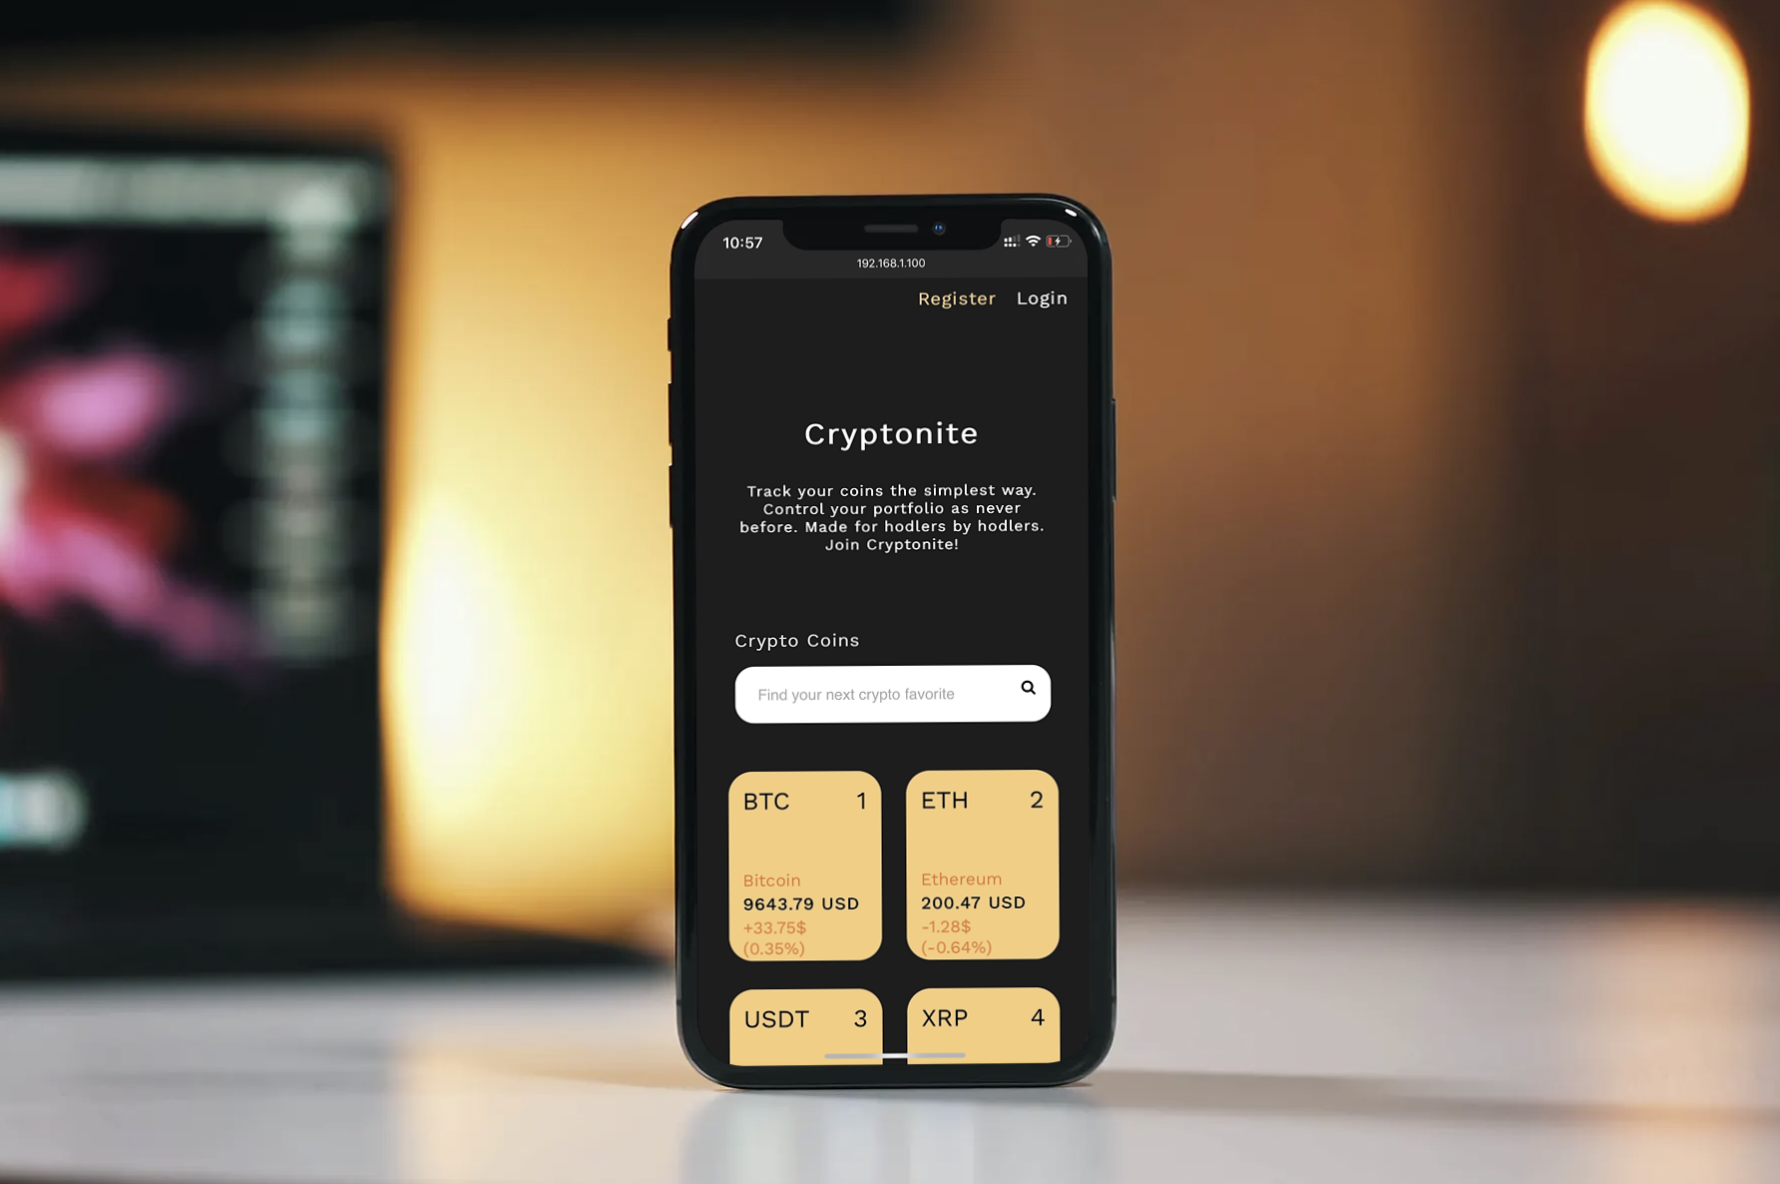 10:57
192.168.1.100
Register Login
Cryptonite
Track your coins the simplest way.
Control your portfolio as never
before. Made for hodlers by hodlers.
Join Cryptonite!
Crypto Coins
Find your next crypto favorite
BTC 1
Bitcoin
9643.79 USD
+33.75$
(0.35%)
ETH 2
Ethereum
200.47 USD
-1.28$
(-0.64%)
USDT 3
XRP 4